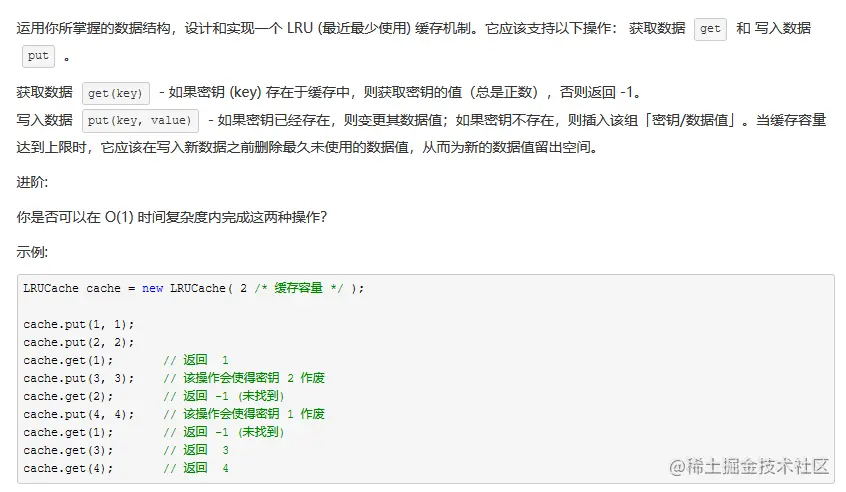 运用你所掌握的数据结构，设计和实现一个 LRU (最近最少使用) 缓存机制。它应该支持以下操作： 获取数据 get 和 写入数据
put 。
获取数据 get(key) - 如果密钥 (key) 存在于缓存中，则获取密钥的值（总是正数），否则返回 -1。
写入数据 put(key, value) - 如果密钥已经存在，则变更其数据值；如果密钥不存在，则插入该组「密钥/数据值」。当缓存容量
达到上限时，它应该在写入新数据之前删除最久未使用的数据值，从而为新的数据值留出空间。
进阶:
你是否可以在 O(1) 时间复杂度内完成这两种操作？
示例:
LRUCache cache = new LRUCache( 2 /* 缓存容量 */ );
cache.put(1, 1);
cache.put(2, 2);
cache.get(1);       // 返回  1
cache.put(3, 3);    // 该操作会使得密钥 2 作废
cache.get(2);       // 返回 -1 (未找到)
cache.put(4, 4);    // 该操作会使得密钥 1 作废
cache.get(1);       // 返回 -1 (未找到)
cache.get(3);       // 返回  3
cache.get(4);       // 返回  4
@稀土掘金技术社区